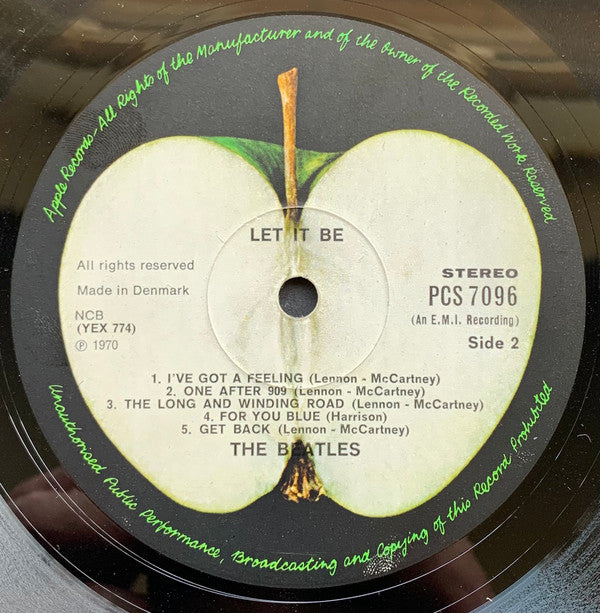 Apple Records-All Rights of the Manufacturer and of the Owner of the Recorded Work Reserved
LET IT BE
All rights reserved
Made in Denmark
NCB
(YEX 774)
℗ 1970
STEREO
PCS 7096
(An E.M.I. Recording)
Side 2
1. I'VE GOT A FEELING (Lennon - McCartney)
2. ONE AFTER 909 (Lennon - McCartney)
3. THE LONG AND WINDING ROAD (Lennon - McCartney)
4. FOR YOU BLUE (Harrison)
5. GET BACK (Lennon - McCartney)
THE BEATLES
Unauthorised Public Performance, Broadcasting and Copying of this Record Prohibited